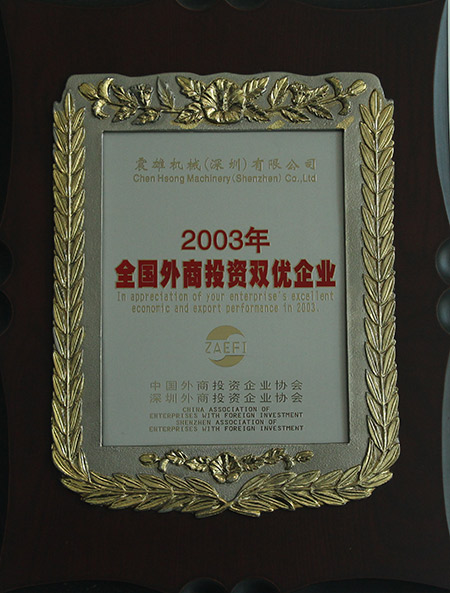 震雄机械(深圳)有限公司
Chen Hsong Machinery(Shenzhen) Co.,Ltd
2003年
全国外商投资双优企业
In appreciation of your enterprise's excellent
economic and export performance in 2003.
ZAEFI
中国外商投资企业协会
深圳外商投资企业协会
CHINA ASSOCIATION OF
ENTERPRISES WITH FOREIGN INVESTMENT
SHENZHEN ASSOCIATION OF
ENTERPRISES WITH FOREIGN INVESTMENT